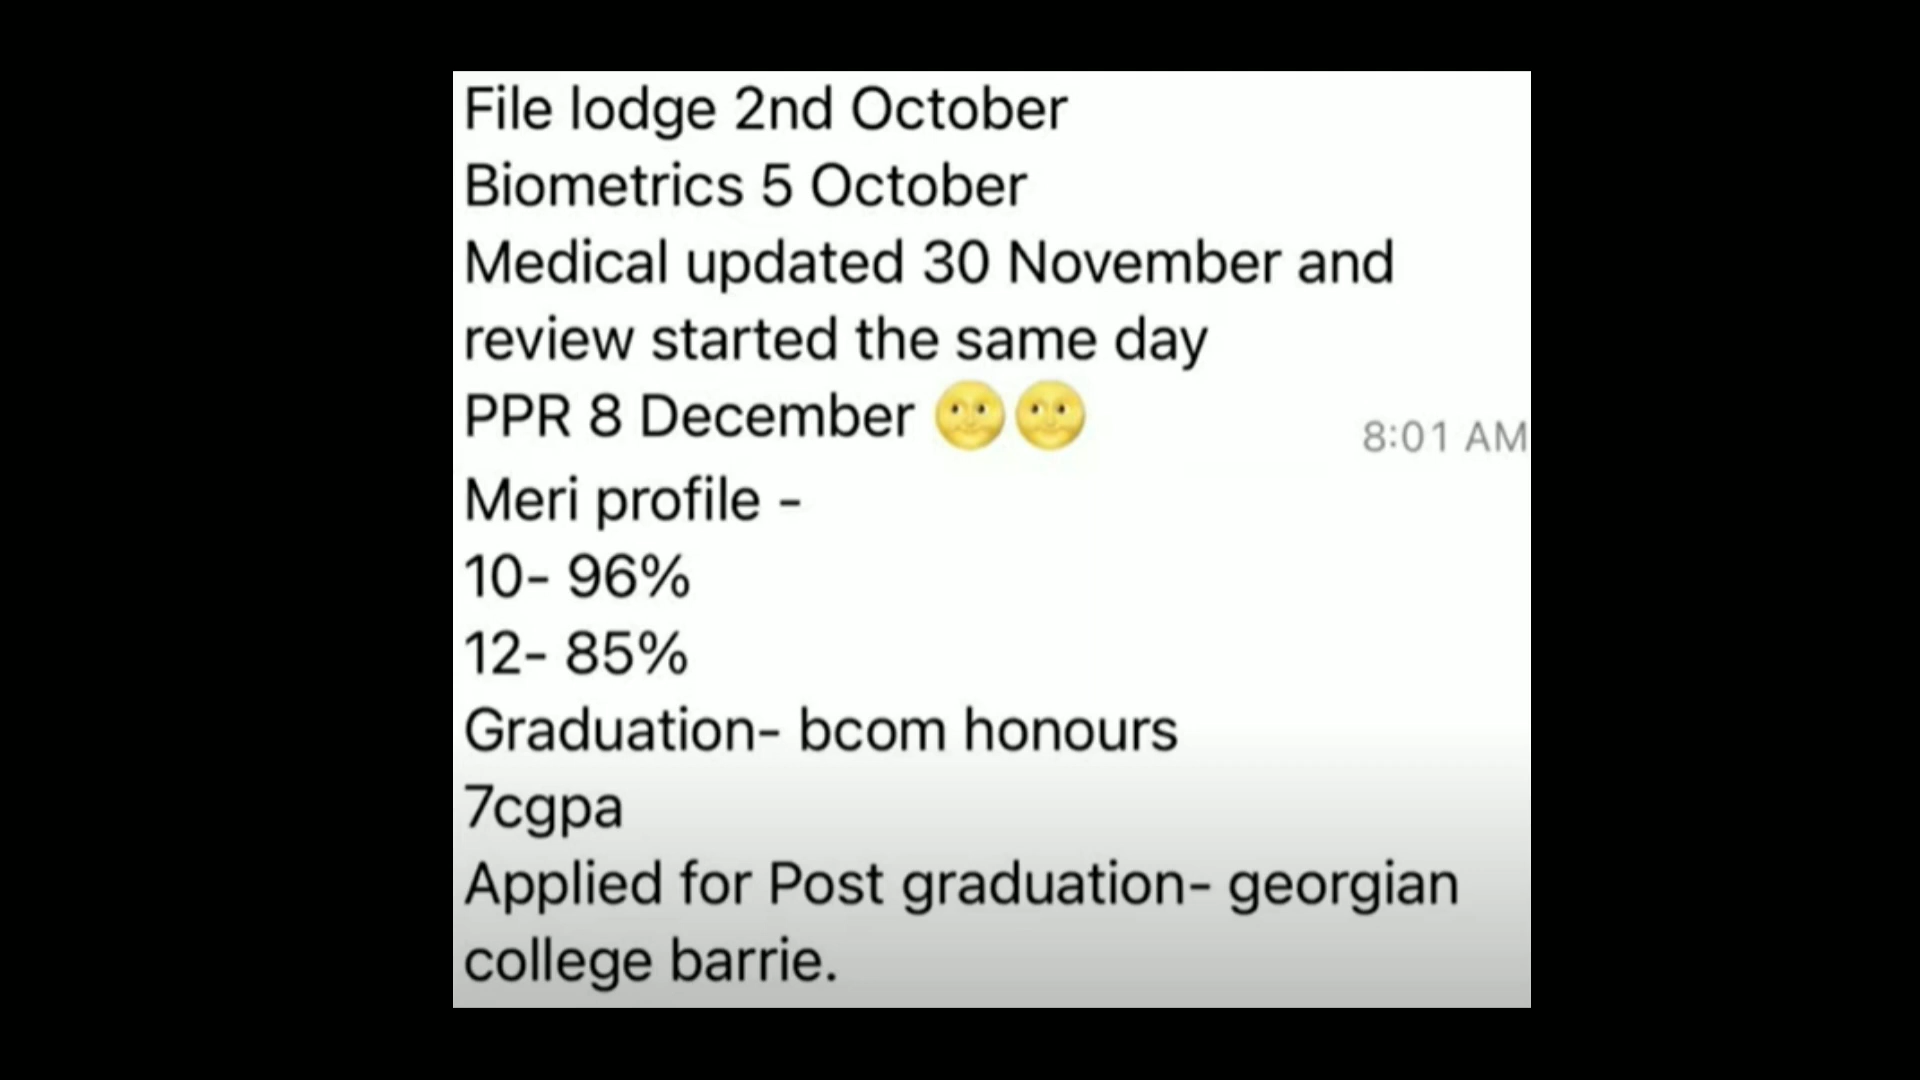 File lodge 2nd October
Biometrics 5 October
Medical updated 30 November and
review started the same day
PPR 8 December 🌝🌝
8:01 AM
Meri profile -
10- 96%
12- 85%
Graduation- bcom honours
7cgpa
Applied for Post graduation- georgian
college barrie.